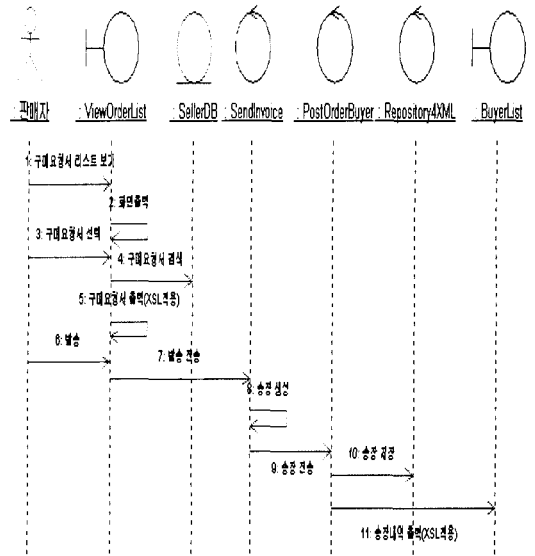 : 판매자
: ViewOrderList
: SellerDB
: SendInvoice
: PostOrderBuyer
: Repository4XML
: BuyerList
1: 구매요청서 리스트 보기
2: 화면출력
3: 구매요청서 선택
4: 구매요청서 검색
5: 구매요청서 출력(XSL적용)
6: 발송
7: 발송 전송
8: 송장 생성
9: 송장 전송
10: 송장 저장
11: 송장내역 출력(XSL적용)